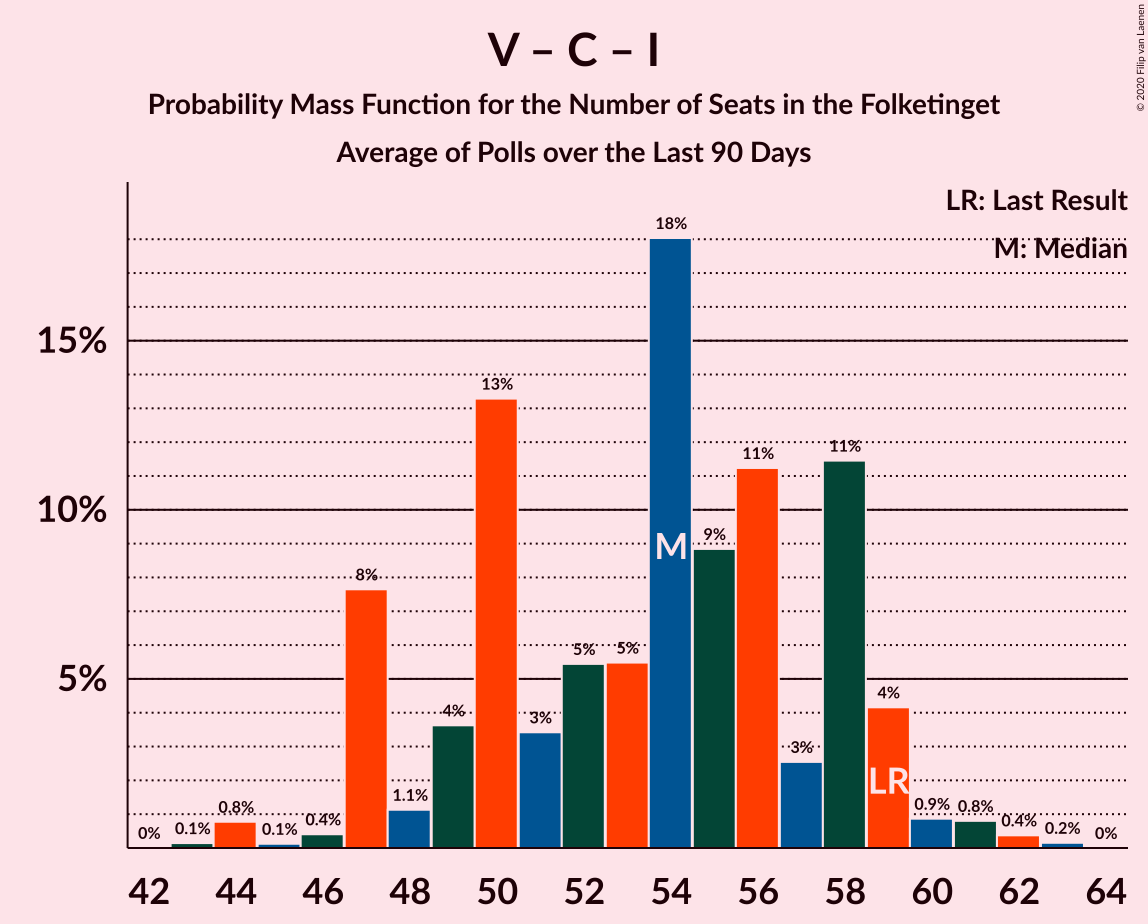 V – C – I
Probability Mass Function for the Number of Seats in the Folketinget
Average of Polls over the Last 90 Days
© 2020 Filip van Laenen
LR: Last Result
M: Median
15%
10%
5%
0%
0.1%
0.8%
0.1%
0.4%
8%
1.1%
4%
13%
3%
5%
5%
18%
9%
11%
3%
11%
4%
0.9%
0.8%
0.4%
0.2%
0%
M
LR
42 44 46 48 50 52 54 56 58 60 62 64